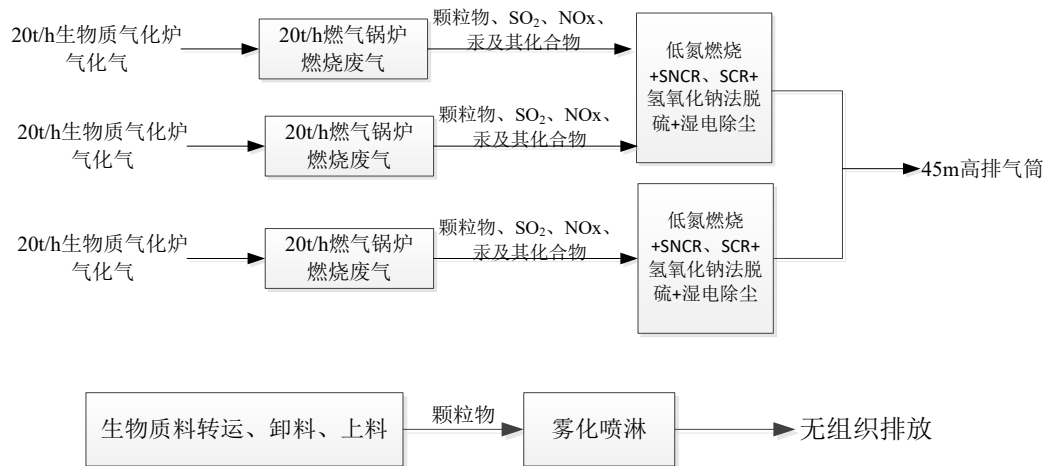 20t/h生物质气化炉
气化气
20t/h燃气锅炉
燃烧废气
颗粒物、SO₂、NOx、
汞及其化合物
低氮燃烧
+SNCR、SCR+
氢氧化钠法脱
硫+湿电除尘
20t/h生物质气化炉
气化气
20t/h燃气锅炉
燃烧废气
颗粒物、SO₂、NOx、
汞及其化合物
45m高排气筒
20t/h生物质气化炉
气化气
20t/h燃气锅炉
燃烧废气
颗粒物、SO₂、NOx、
汞及其化合物
低氮燃烧
+SNCR、SCR+
氢氧化钠法脱
硫+湿电除尘
生物质料转运、卸料、上料
颗粒物
雾化喷淋
无组织排放